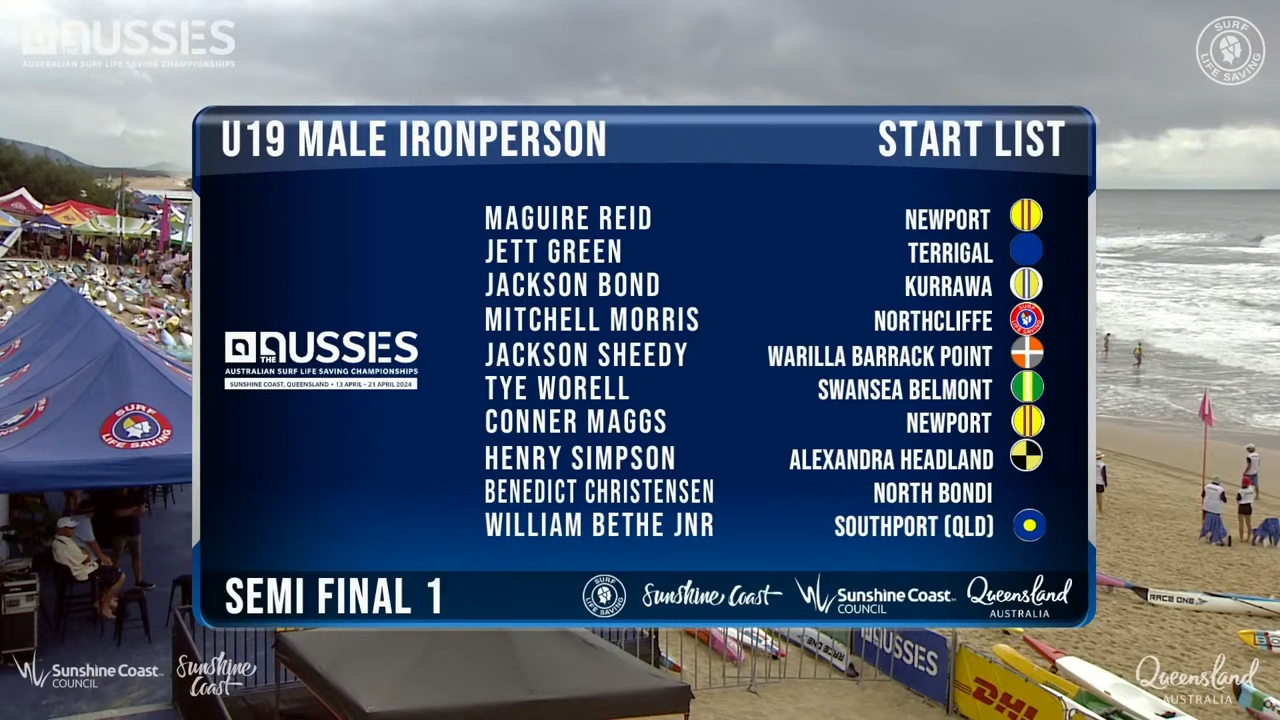 THE AUSSIES
AUSTRALIAN SURF LIFE SAVING CHAMPIONSHIPS
SURF
LIFE SAVING
U19 MALE IRONPERSON START LIST
MAGUIRE REID NEWPORT
JETT GREEN TERRIGAL
JACKSON BOND KURRAWA
MITCHELL MORRIS NORTHCLIFFE
JACKSON SHEEDY WARILLA BARRACK POINT
TYE WORELL SWANSEA BELMONT
CONNER MAGGS NEWPORT
HENRY SIMPSON ALEXANDRA HEADLAND
BENEDICT CHRISTENSEN NORTH BONDI
WILLIAM BETHE JNR SOUTHPORT (QLD)
THE AUSSIES
AUSTRALIAN SURF LIFE SAVING CHAMPIONSHIPS
SUNSHINE COAST, QUEENSLAND • 13 APRIL - 21 APRIL 2024
SURF
LIFE SAVING
SEMI FINAL 1
SURF
LIFE SAVING
Sunshine Coast
Sunshine Coast
COUNCIL
Queensland
AUSTRALIA
RACE ONE
AUSSIES
DHL
Sunshine Coast
COUNCIL
Sunshine
Coast
Queensland
AUSTRALIA